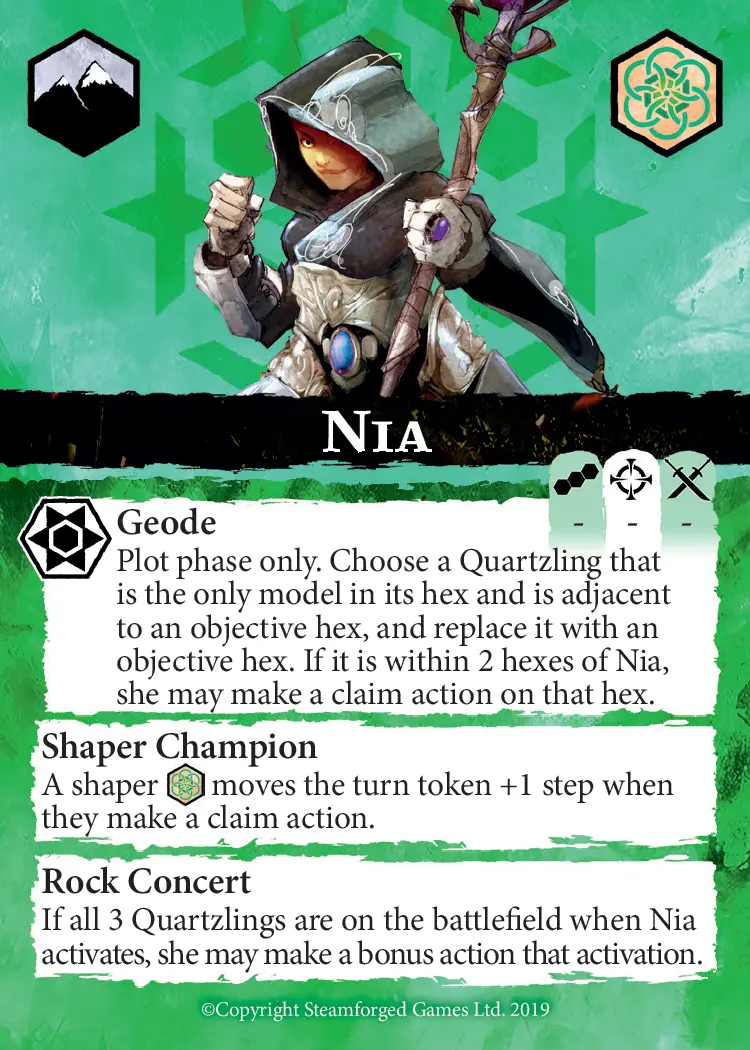 Nia
- - -
Geode
Plot phase only. Choose a Quartzling that
is the only model in its hex and is adjacent
to an objective hex, and replace it with an
objective hex. If it is within 2 hexes of Nia,
she may make a claim action on that hex.
Shaper Champion
A shaper moves the turn token +1 step when
they make a claim action.
Rock Concert
If all 3 Quartzlings are on the battlefield when Nia
activates, she may make a bonus action that activation.
©Copyright Steamforged Games Ltd. 2019